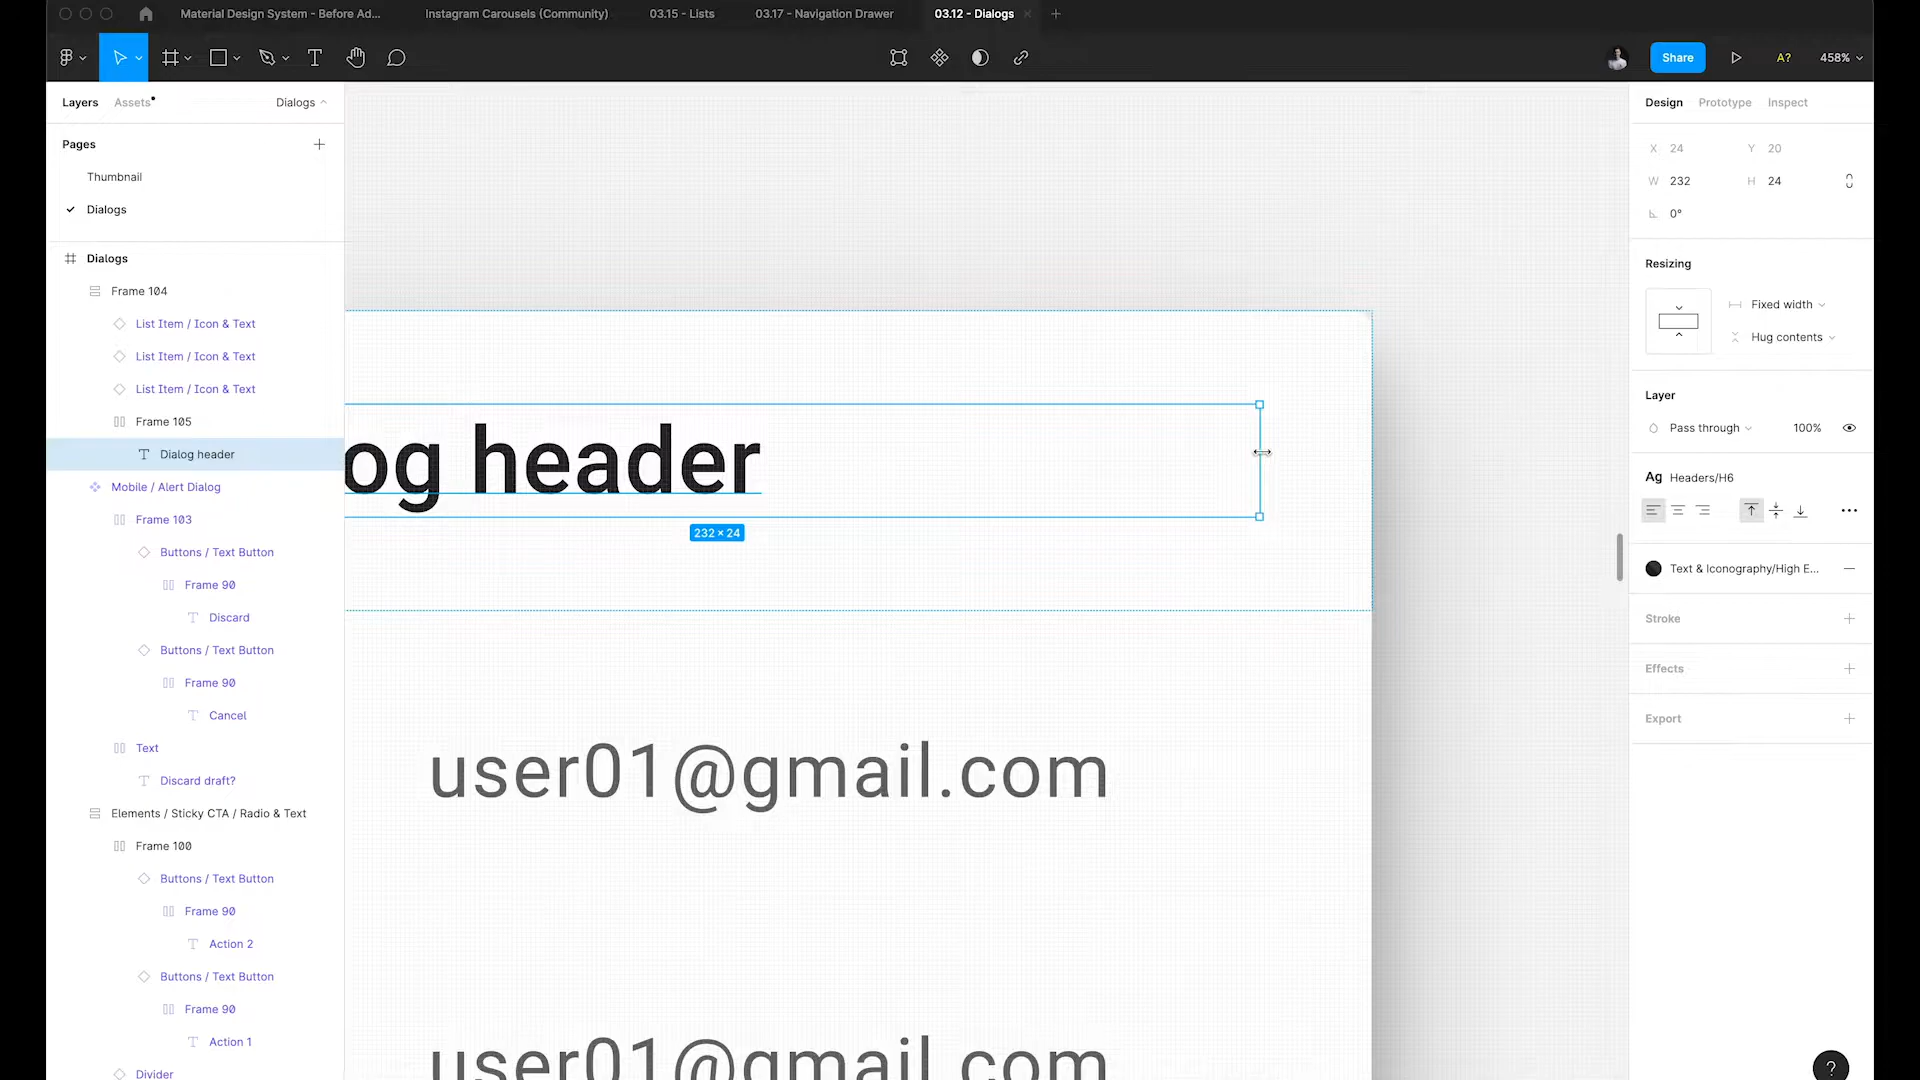 Material Design System - Before Ad...
Instagram Carousels (Community)
03.15 - Lists
03.17 - Navigation Drawer
03.12 - Dialogs
Share
A?
458%
Layers
Assets
Dialogs
Pages
Thumbnail
Dialogs
Dialogs
Frame 104
List Item / Icon & Text
List Item / Icon & Text
List Item / Icon & Text
Frame 105
Dialog header
Mobile / Alert Dialog
Frame 103
Buttons / Text Button
Frame 90
Discard
Buttons / Text Button
Frame 90
Cancel
Text
Discard draft?
Elements / Sticky CTA / Radio & Text
Frame 100
Buttons / Text Button
Frame 90
Action 2
Buttons / Text Button
Frame 90
Action 1
Divider
og header
232 × 24
user01@gmail.com
user01@gmail.com
Design
Prototype
Inspect
X 24
Y 20
W 232
H 24
0°
Resizing
Fixed width
Hug contents
Layer
Pass through
100%
Ag Headers/H6
Text & Iconography/High E...
Stroke
Effects
Export
?